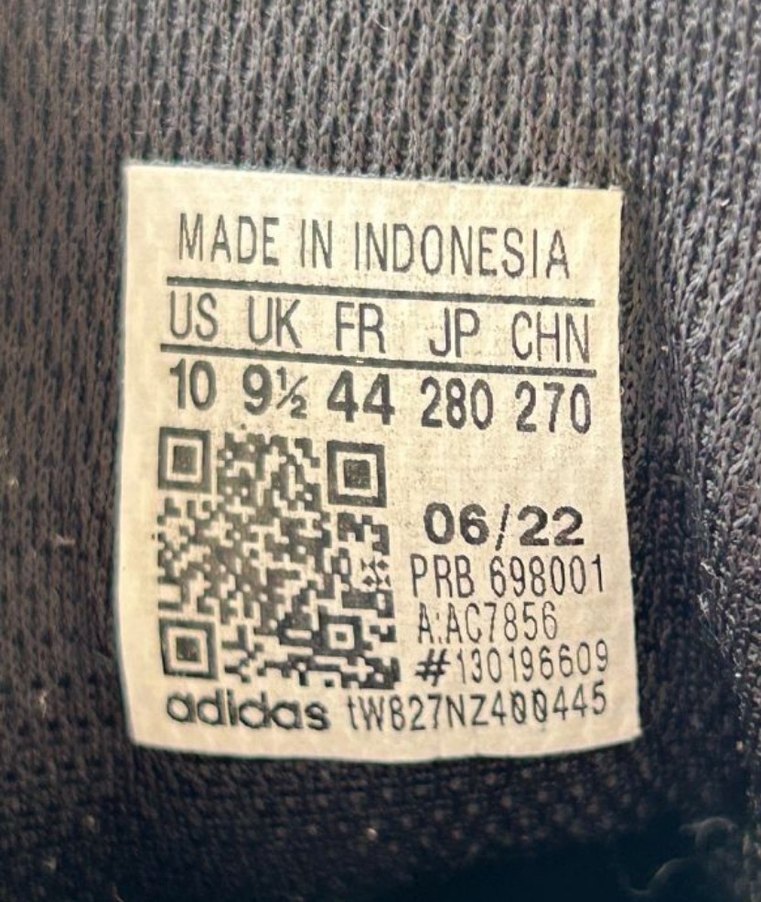 MADE IN INDONESIA
US UK FR JP CHN
10 9½ 44 280 270
06/22
PRB 698001
A:AC7856
#130196609
adidas tW827NZ400445